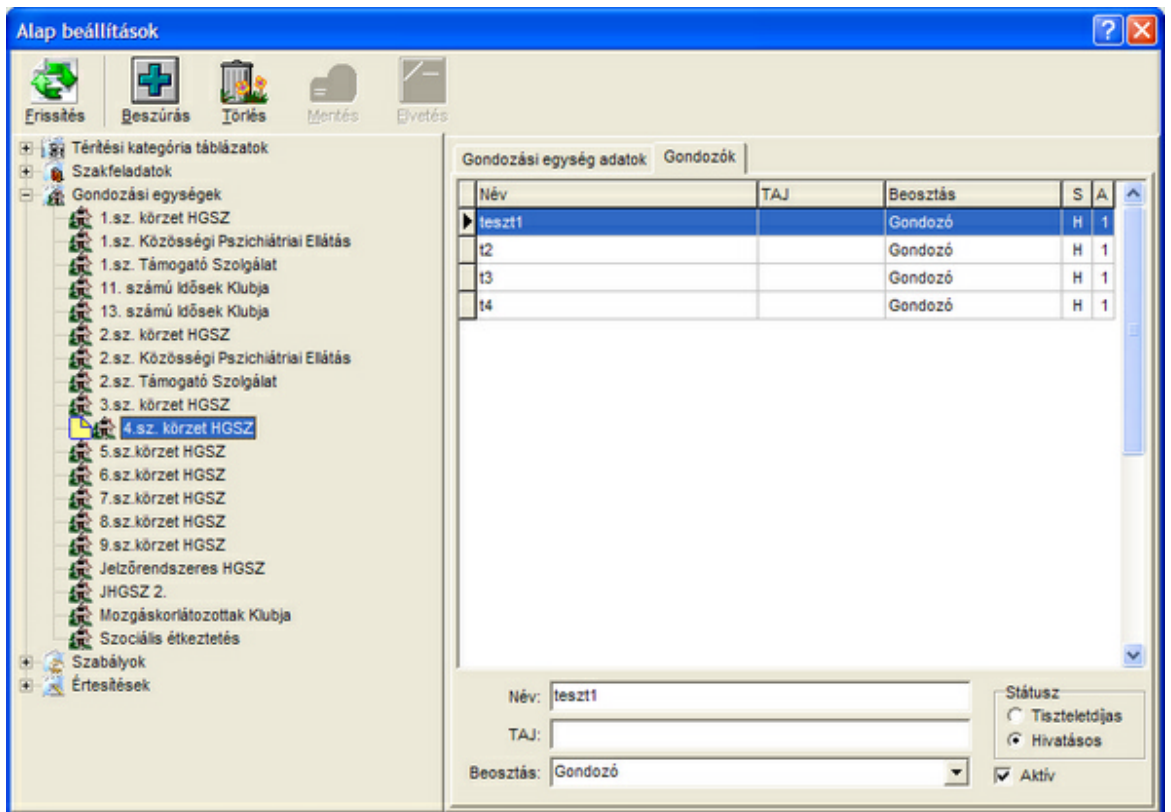 Alap beállítások
Frissítés Beszúrás Törlés Mentés Elvetés
Térítési kategória táblázatok
Szakfeladatok
Gondozási egységek
1.sz. körzet HGSZ
1.sz. Közösségi Pszichiátriai Ellátás
1.sz. Támogató Szolgálat
11. számú Idősek Klubja
13. számú Idősek Klubja
2.sz. körzet HGSZ
2.sz. Közösségi Pszichiátriai Ellátás
2.sz. Támogató Szolgálat
3.sz. körzet HGSZ
4.sz. körzet HGSZ
5.sz.körzet HGSZ
6.sz.körzet HGSZ
7.sz.körzet HGSZ
8.sz.körzet HGSZ
9.sz.körzet HGSZ
Jelzőrendszeres HGSZ
JHGSZ 2.
Mozgáskorlátozottak Klubja
Szociális étkeztetés
Szabályok
Értesítések
Gondozási egység adatok Gondozók
Név TAJ Beosztás S A
teszt1 Gondozó H 1
t2 Gondozó H 1
t3 Gondozó H 1
t4 Gondozó H 1
Név: teszt1
TAJ:
Beosztás: Gondozó
Státusz
Tiszteletdíjas
Hivatásos
Aktív